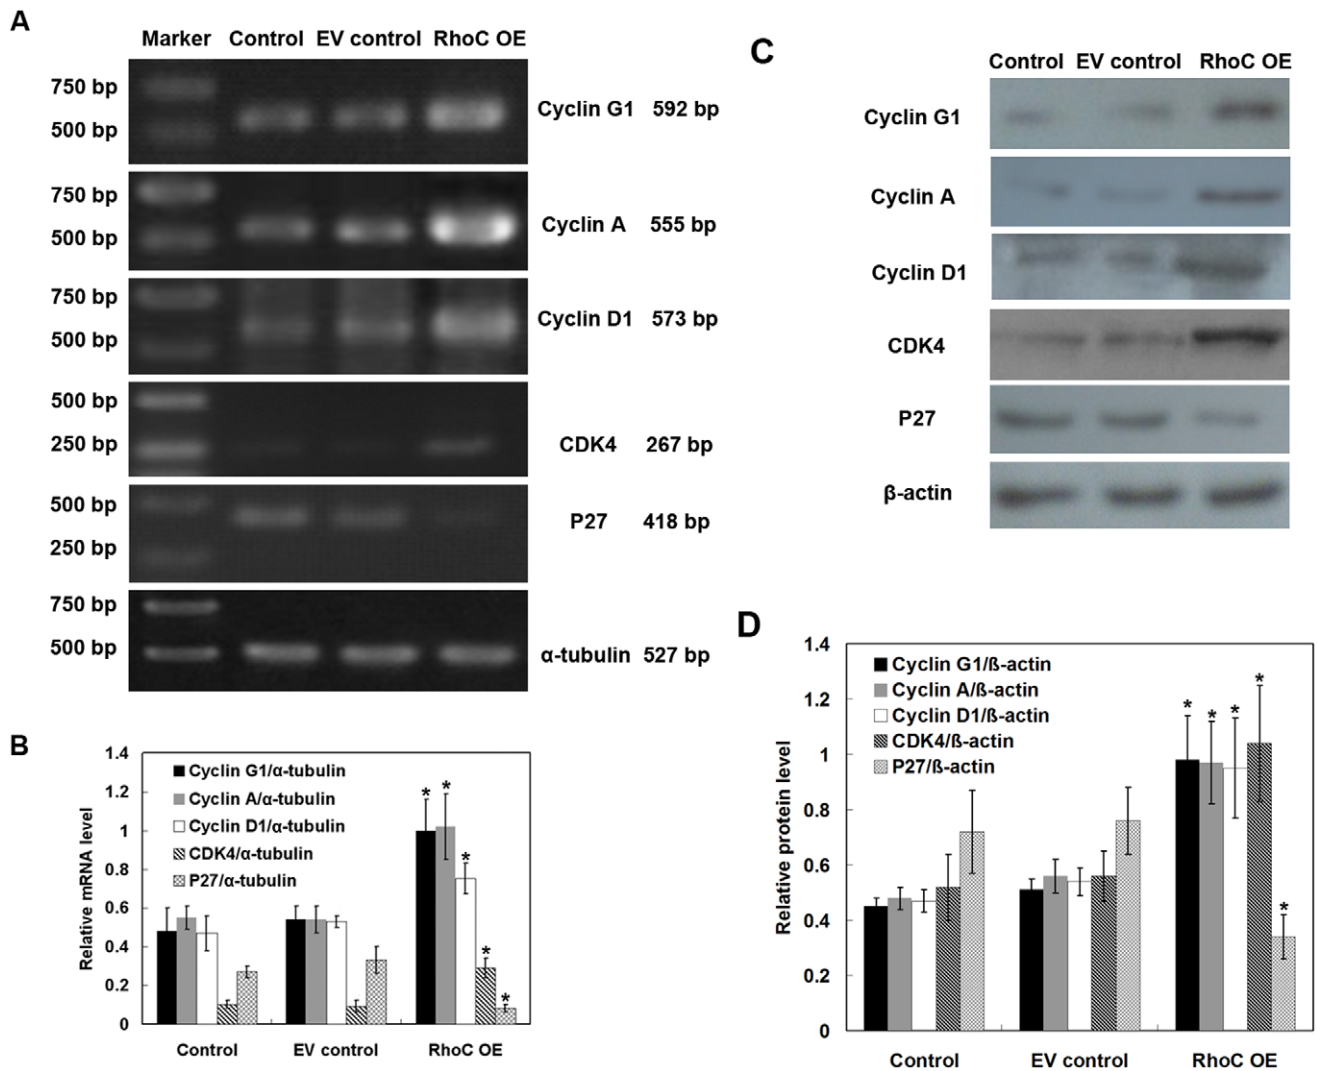 A
Marker Control EV control RhoC OE
750 bp
500 bp
Cyclin G1 592 bp
750 bp
500 bp
Cyclin A 555 bp
750 bp
500 bp
Cyclin D1 573 bp
500 bp
250 bp
CDK4 267 bp
500 bp
250 bp
P27 418 bp
750 bp
500 bp
α-tubulin 527 bp
B
Relative mRNA level
1.4
1.2
1
0.8
0.6
0.4
0.2
0
Cyclin G1/α-tubulin
Cyclin A/α-tubulin
Cyclin D1/α-tubulin
CDK4/α-tubulin
P27/α-tubulin
* * * * *
Control EV control RhoC OE
C
Control EV control RhoC OE
Cyclin G1
Cyclin A
Cyclin D1
CDK4
P27
β-actin
D
Relative protein level
1.4
1.2
1
0.8
0.6
0.4
0.2
0
Cyclin G1/ß-actin
Cyclin A/ß-actin
Cyclin D1/ß-actin
CDK4/ß-actin
P27/ß-actin
* * * * *
Control EV control RhoC OE